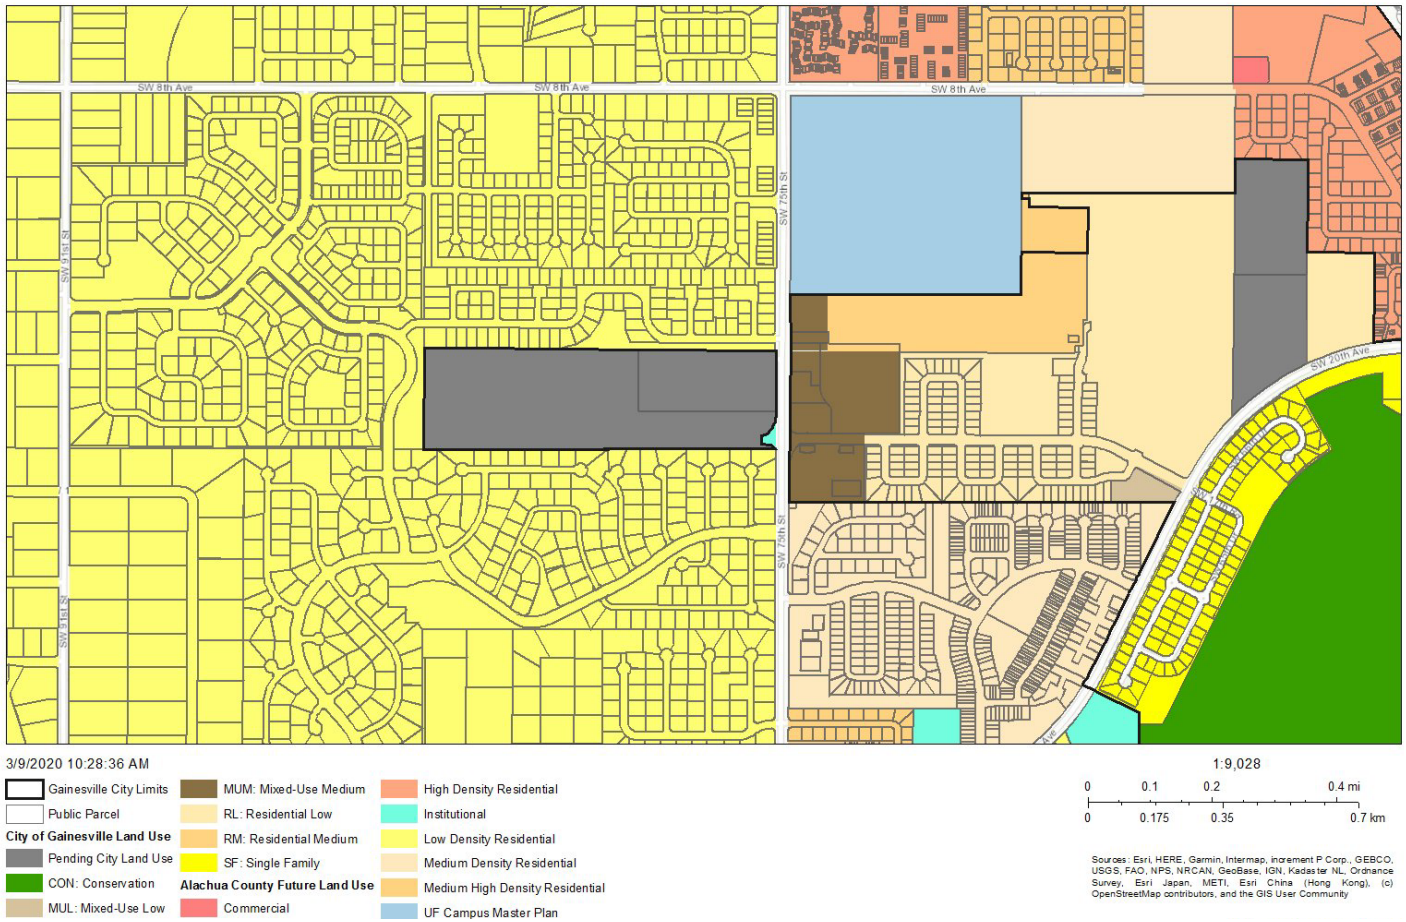 SW 8th Ave
SW 8th Ave
SW 8th Ave
SW 75th St
SW 91st St
SW 20th Ave
SW 75th St
SW 91st St
Ave
3/9/2020 10:28:36 AM
Gainesville City Limits
Public Parcel
City of Gainesville Land Use
Pending City Land Use
CON: Conservation
MUL: Mixed-Use Low
MUM: Mixed-Use Medium
RL: Residential Low
RM: Residential Medium
SF: Single Family
Alachua County Future Land Use
Commercial
High Density Residential
Institutional
Low Density Residential
Medium Density Residential
Medium High Density Residential
UF Campus Master Plan
1:9,028
0 0.1 0.2 0.4 mi
0 0.175 0.35 0.7 km
Sources: Esri, HERE, Garmin, Intermap, increment P Corp., GEBCO,
USGS, FAO, NPS, NRCAN, GeoBase, IGN, Kadaster NL, Ordnance
Survey, Esri Japan, METI, Esri China (Hong Kong), (c)
OpenStreetMap contributors, and the GIS User Community